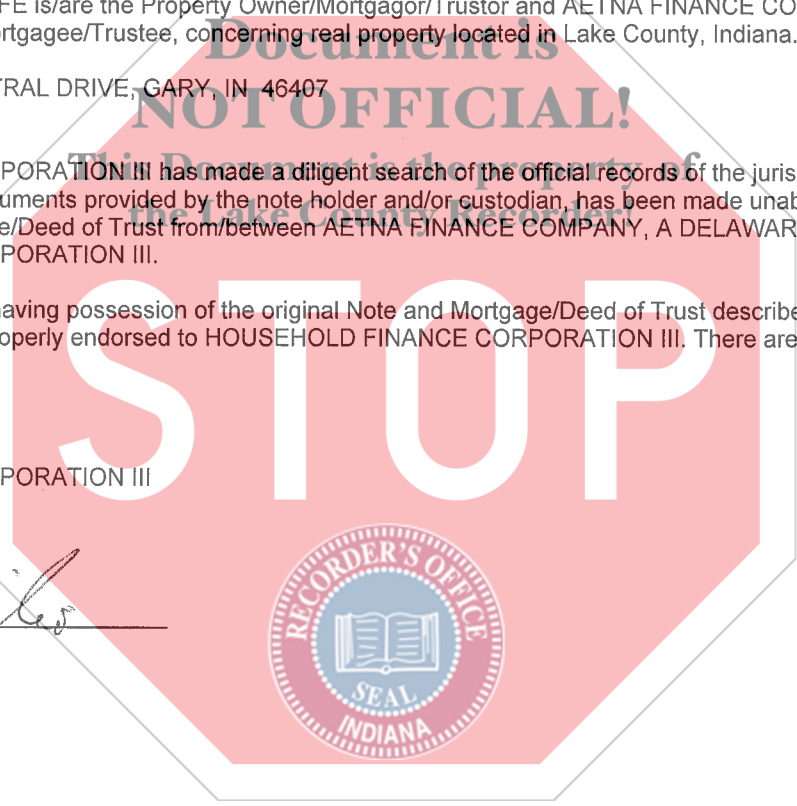 FE is/are the Property Owner/Mortgagor/Trustor and AETNA FINANCE CO
ortgagee/Trustee, concerning real property located in Lake County, Indiana.
Document is
TRAL DRIVE, GARY, IN 46407
NOT OFFICIAL!
PORATION III has made a diligent search of the official records of the juris
This Document is the property of
uments provided by the note holder and/or custodian, has been made unab
the Lake County Recorder!
e/Deed of Trust from/between AETNA FINANCE COMPANY, A DELAWAR
PORATION III.
aving possession of the original Note and Mortgage/Deed of Trust describe
operly endorsed to HOUSEHOLD FINANCE CORPORATION III. There are
STOP
PORATION III
RECORDER'S OFFICE
SEAL
INDIANA